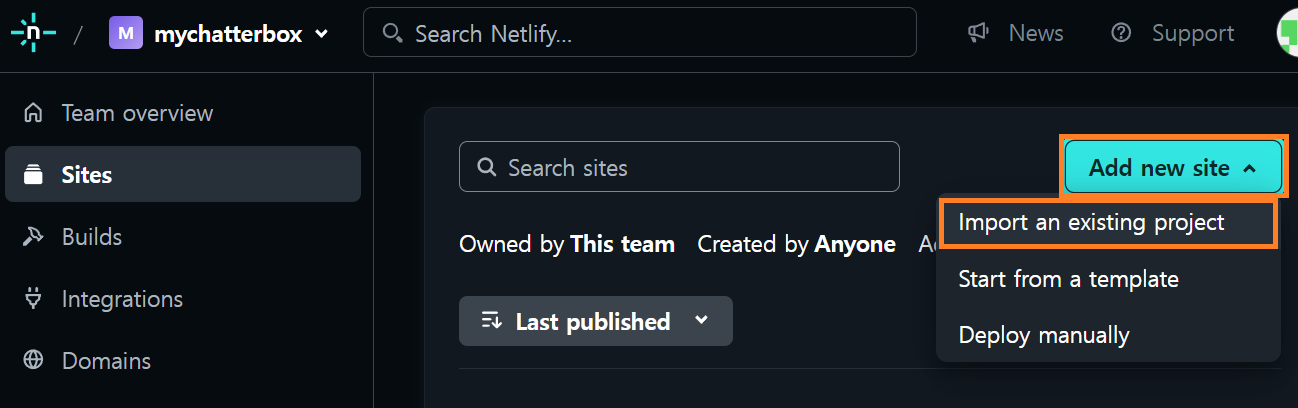 n / M mychatterbox Search Netlify... News Support
Team overview
Sites
Builds
Integrations
Domains
Search sites Add new site
Import an existing project
Owned by This team Created by Anyone
Start from a template
Last published
Deploy manually